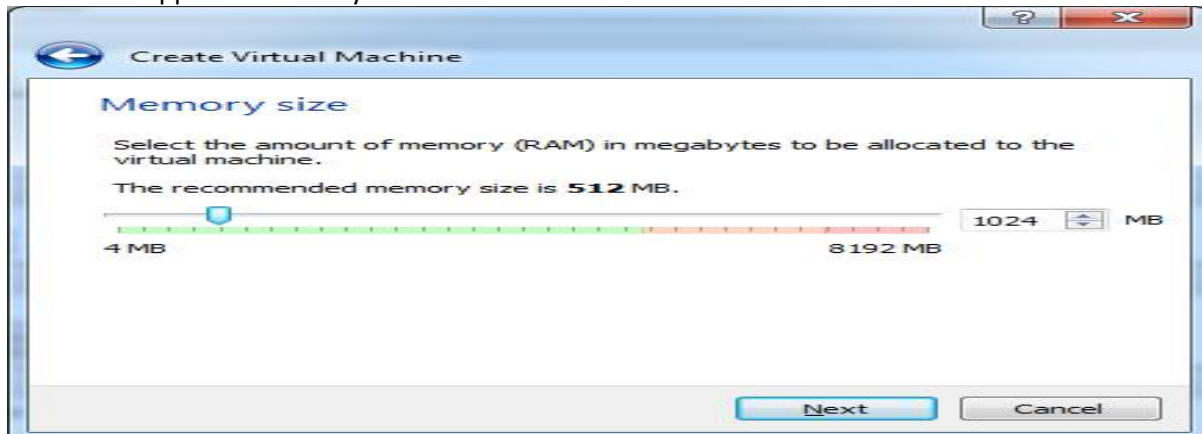 ?
Create Virtual Machine
Memory size
Select the amount of memory (RAM) in megabytes to be allocated to the
virtual machine.
The recommended memory size is 512 MB.
1024 MB
4 MB 8192 MB
Next Cancel